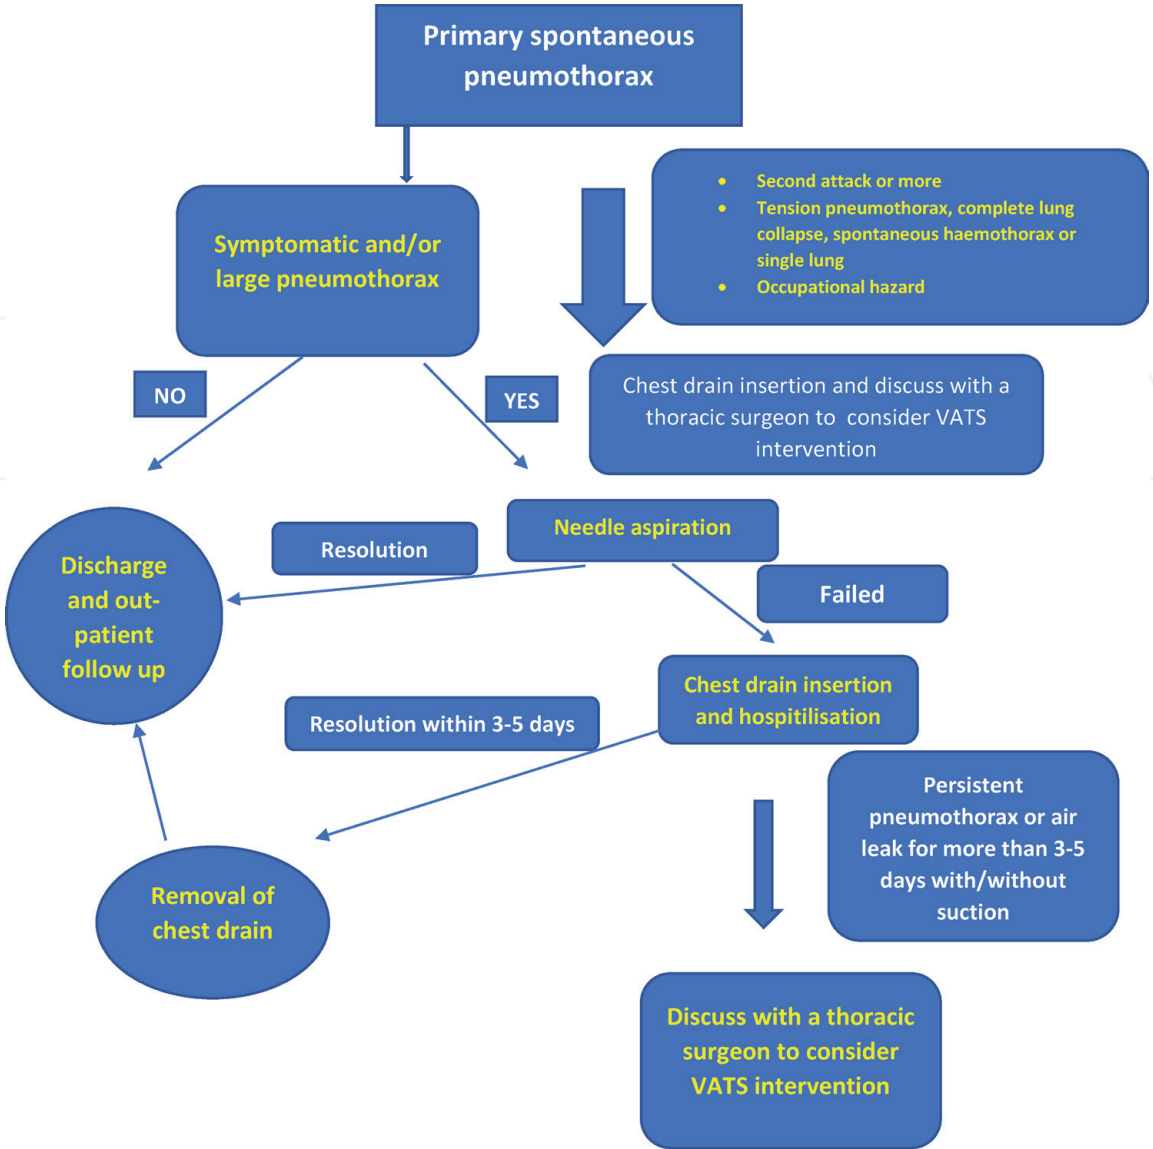 Primary spontaneous
pneumothorax
Second attack or more
Tension pneumothorax, complete lung
collapse, spontaneous haemothorax or
single lung
Occupational hazard
Symptomatic and/or
large pneumothorax
NO
YES
Chest drain insertion and discuss with a
thoracic surgeon to consider VATS
intervention
Needle aspiration
Resolution
Failed
Discharge
and out-
patient
follow up
Chest drain insertion
and hospitilisation
Resolution within 3-5 days
Persistent
pneumothorax or air
leak for more than 3-5
days with/without
suction
Removal of
chest drain
Discuss with a thoracic
surgeon to consider
VATS intervention